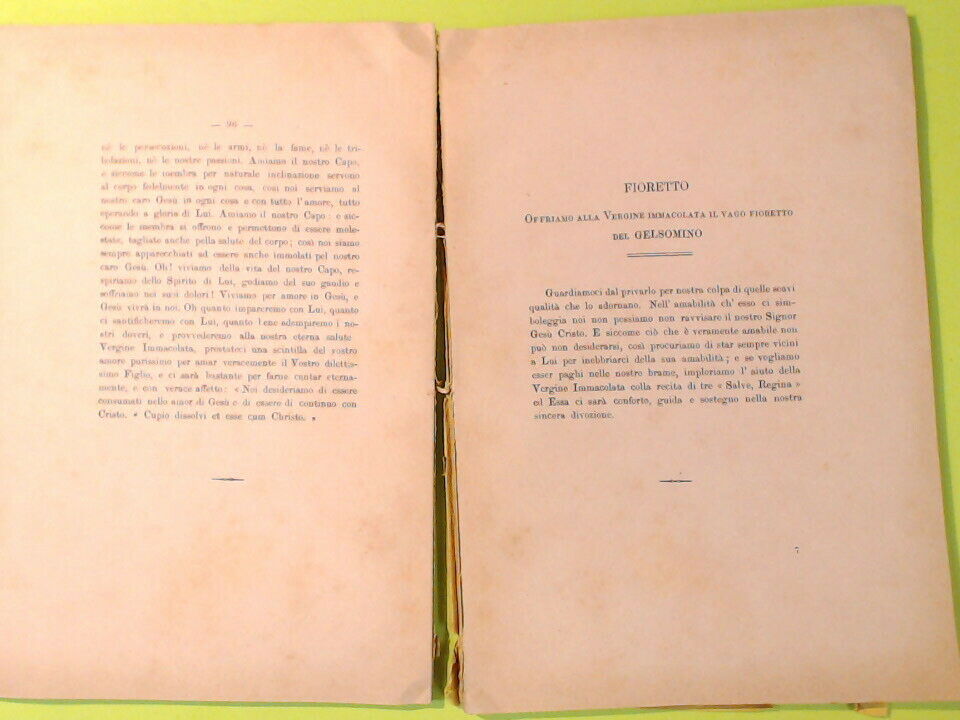 — 96 —
nè le persecuzioni, nè le armi, nè la fame, nè le tri-
bolazioni, nè le nostre passioni. Amiamo il nostro Capo,
e siccome le membra per naturale inclinazione servono
al corpo fedelmente in ogni cosa, così noi serviamo al
nostro caro Gesù in ogni cosa e con tutto l'amore, tutto
operando a gloria di Lui. Amiamo il nostro Capo: e sic-
come le membra si offrono e permettono di essere mole-
state, tagliate anche pella salute del corpo; così noi siamo
sempre apparecchiati ad essere anche immolati pel nostro
caro Gesù. Oh! viviamo della vita del nostro Capo, re-
spiriamo dello Spirito di Lui, godiamo del suo gaudio e
soffriamo nei suoi dolori! Viviamo per amore in Gesù, e
Gesù vivrà in noi. Oh quanto impareremo con Lui, quanto
ci santificheremo con Lui, quanto bene adempiremo i no-
stri doveri, e provvederemo alla nostra eterna salute
Vergine Immacolata, prestateci una scintilla del vostro
amore purissimo per amar veracemente il Vostro dilettis-
simo Figlio, e ci sarà bastante per farne cantar eterna-
mente, e con verace affetto: « Noi desideriamo di essere
consumati nello amor di Gesù e di essere di continuo con
Cristo. « Cupio dissolvi et esse cum Christo. »
FIORETTO
OFFRIAMO ALLA VERGINE IMMACOLATA IL VAGO FIORETTO
DEL GELSOMINO
Guardiamoci dal privarlo per nostra colpa di quelle soavi
qualità che lo adornano. Nell' amabilità ch' esso ci sim-
boleggia noi non possiamo non ravvisare il nostro Signor
Gesù Cristo. E siccome ciò che è veramente amabile non
può non desiderarsi, così procuriamo di star sempre vicini
a Lui per inebbriarci della sua amabilità; e se vogliamo
esser paghi nelle nostre brame, imploriamo l' aiuto della
Vergine Immacolata colla recita di tre « Salve, Regina »
ed Essa ci sarà conforto, guida e sostegno nella nostra
sincera divozione.
7